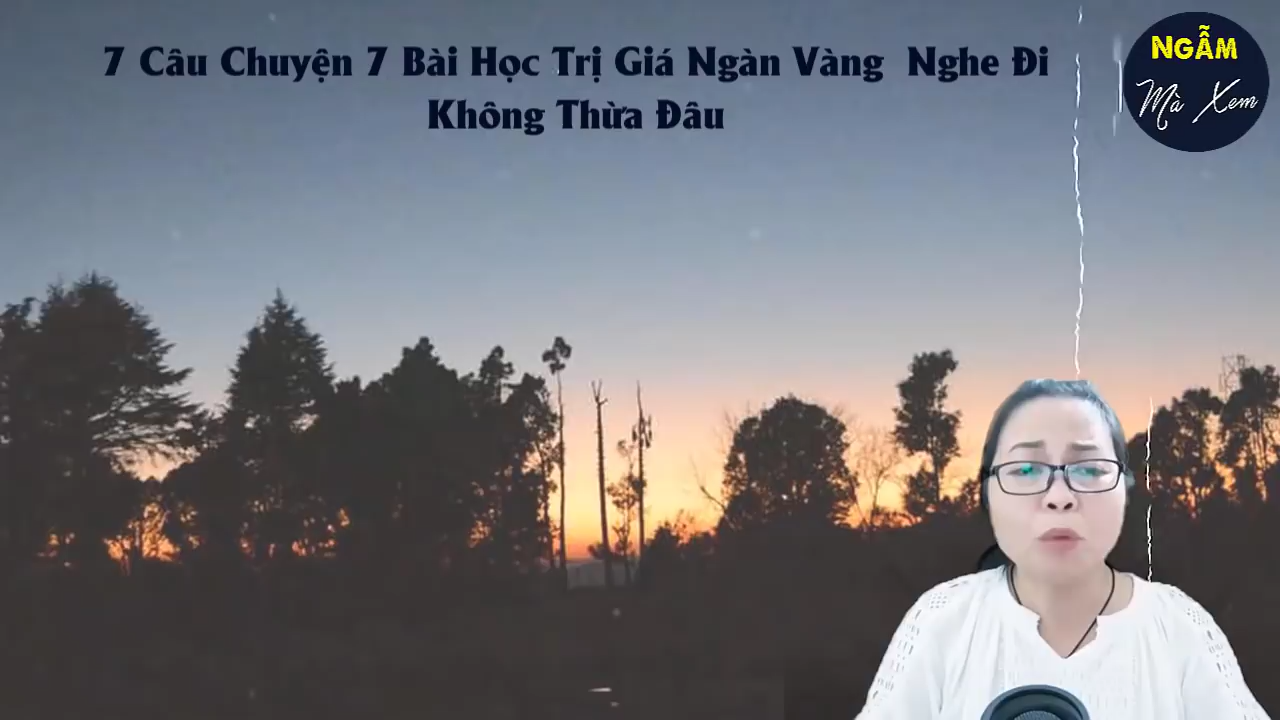 7 Câu Chuyện 7 Bài Học Trị Giá Ngàn Vàng Nghe Đi
Không Thừa Đâu
NGẪM
Mà Xem